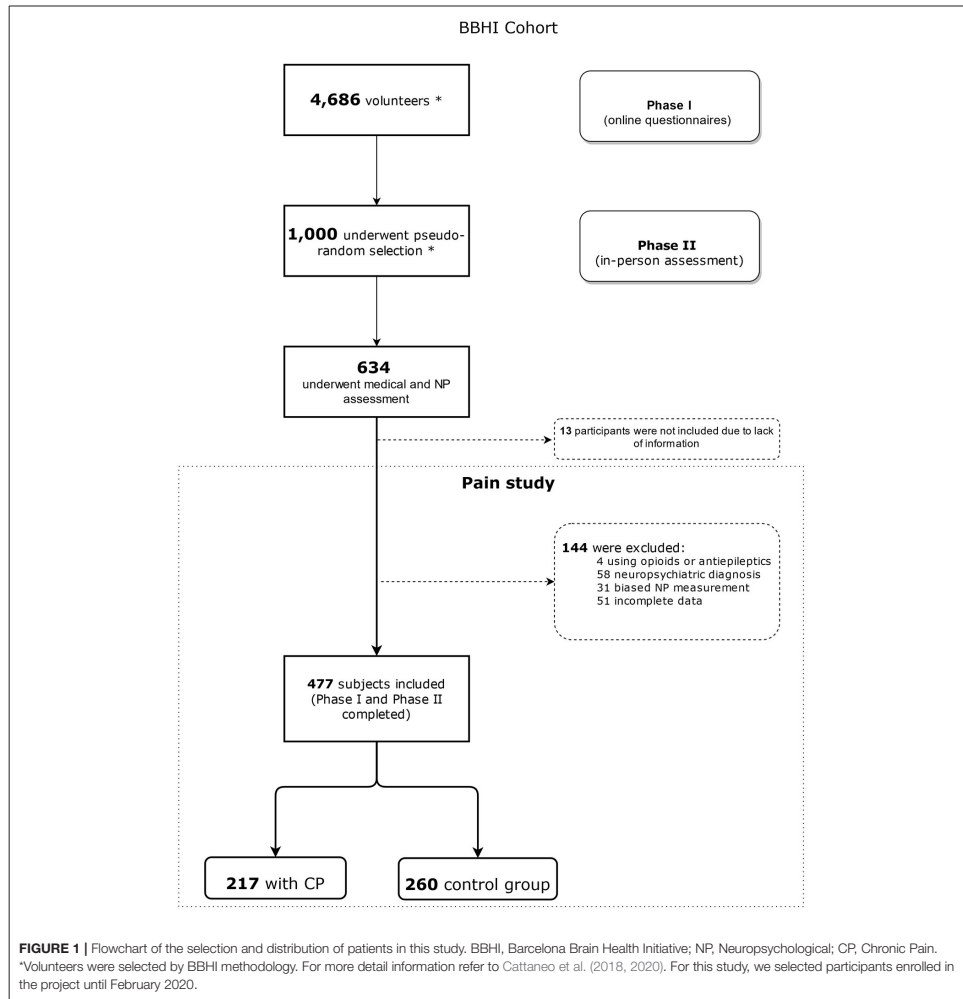 BBHI Cohort
4,686 volunteers *
Phase I
(online questionnaires)
1,000 underwent pseudo-
random selection *
Phase II
(in-person assessment)
634
underwent medical and NP
assessment
13 participants were not included due to lack
of information
Pain study
144 were excluded:
4 using opioids or antiepileptics
58 neuropsychiatric diagnosis
31 biased NP measurement
51 incomplete data
477 subjects included
(Phase I and Phase II
completed)
217 with CP
260 control group
FIGURE 1 | Flowchart of the selection and distribution of patients in this study. BBHI, Barcelona Brain Health Initiative; NP, Neuropsychological; CP, Chronic Pain.
*Volunteers were selected by BBHI methodology. For more detail information refer to Cattaneo et al. (2018, 2020). For this study, we selected participants enrolled in
the project until February 2020.